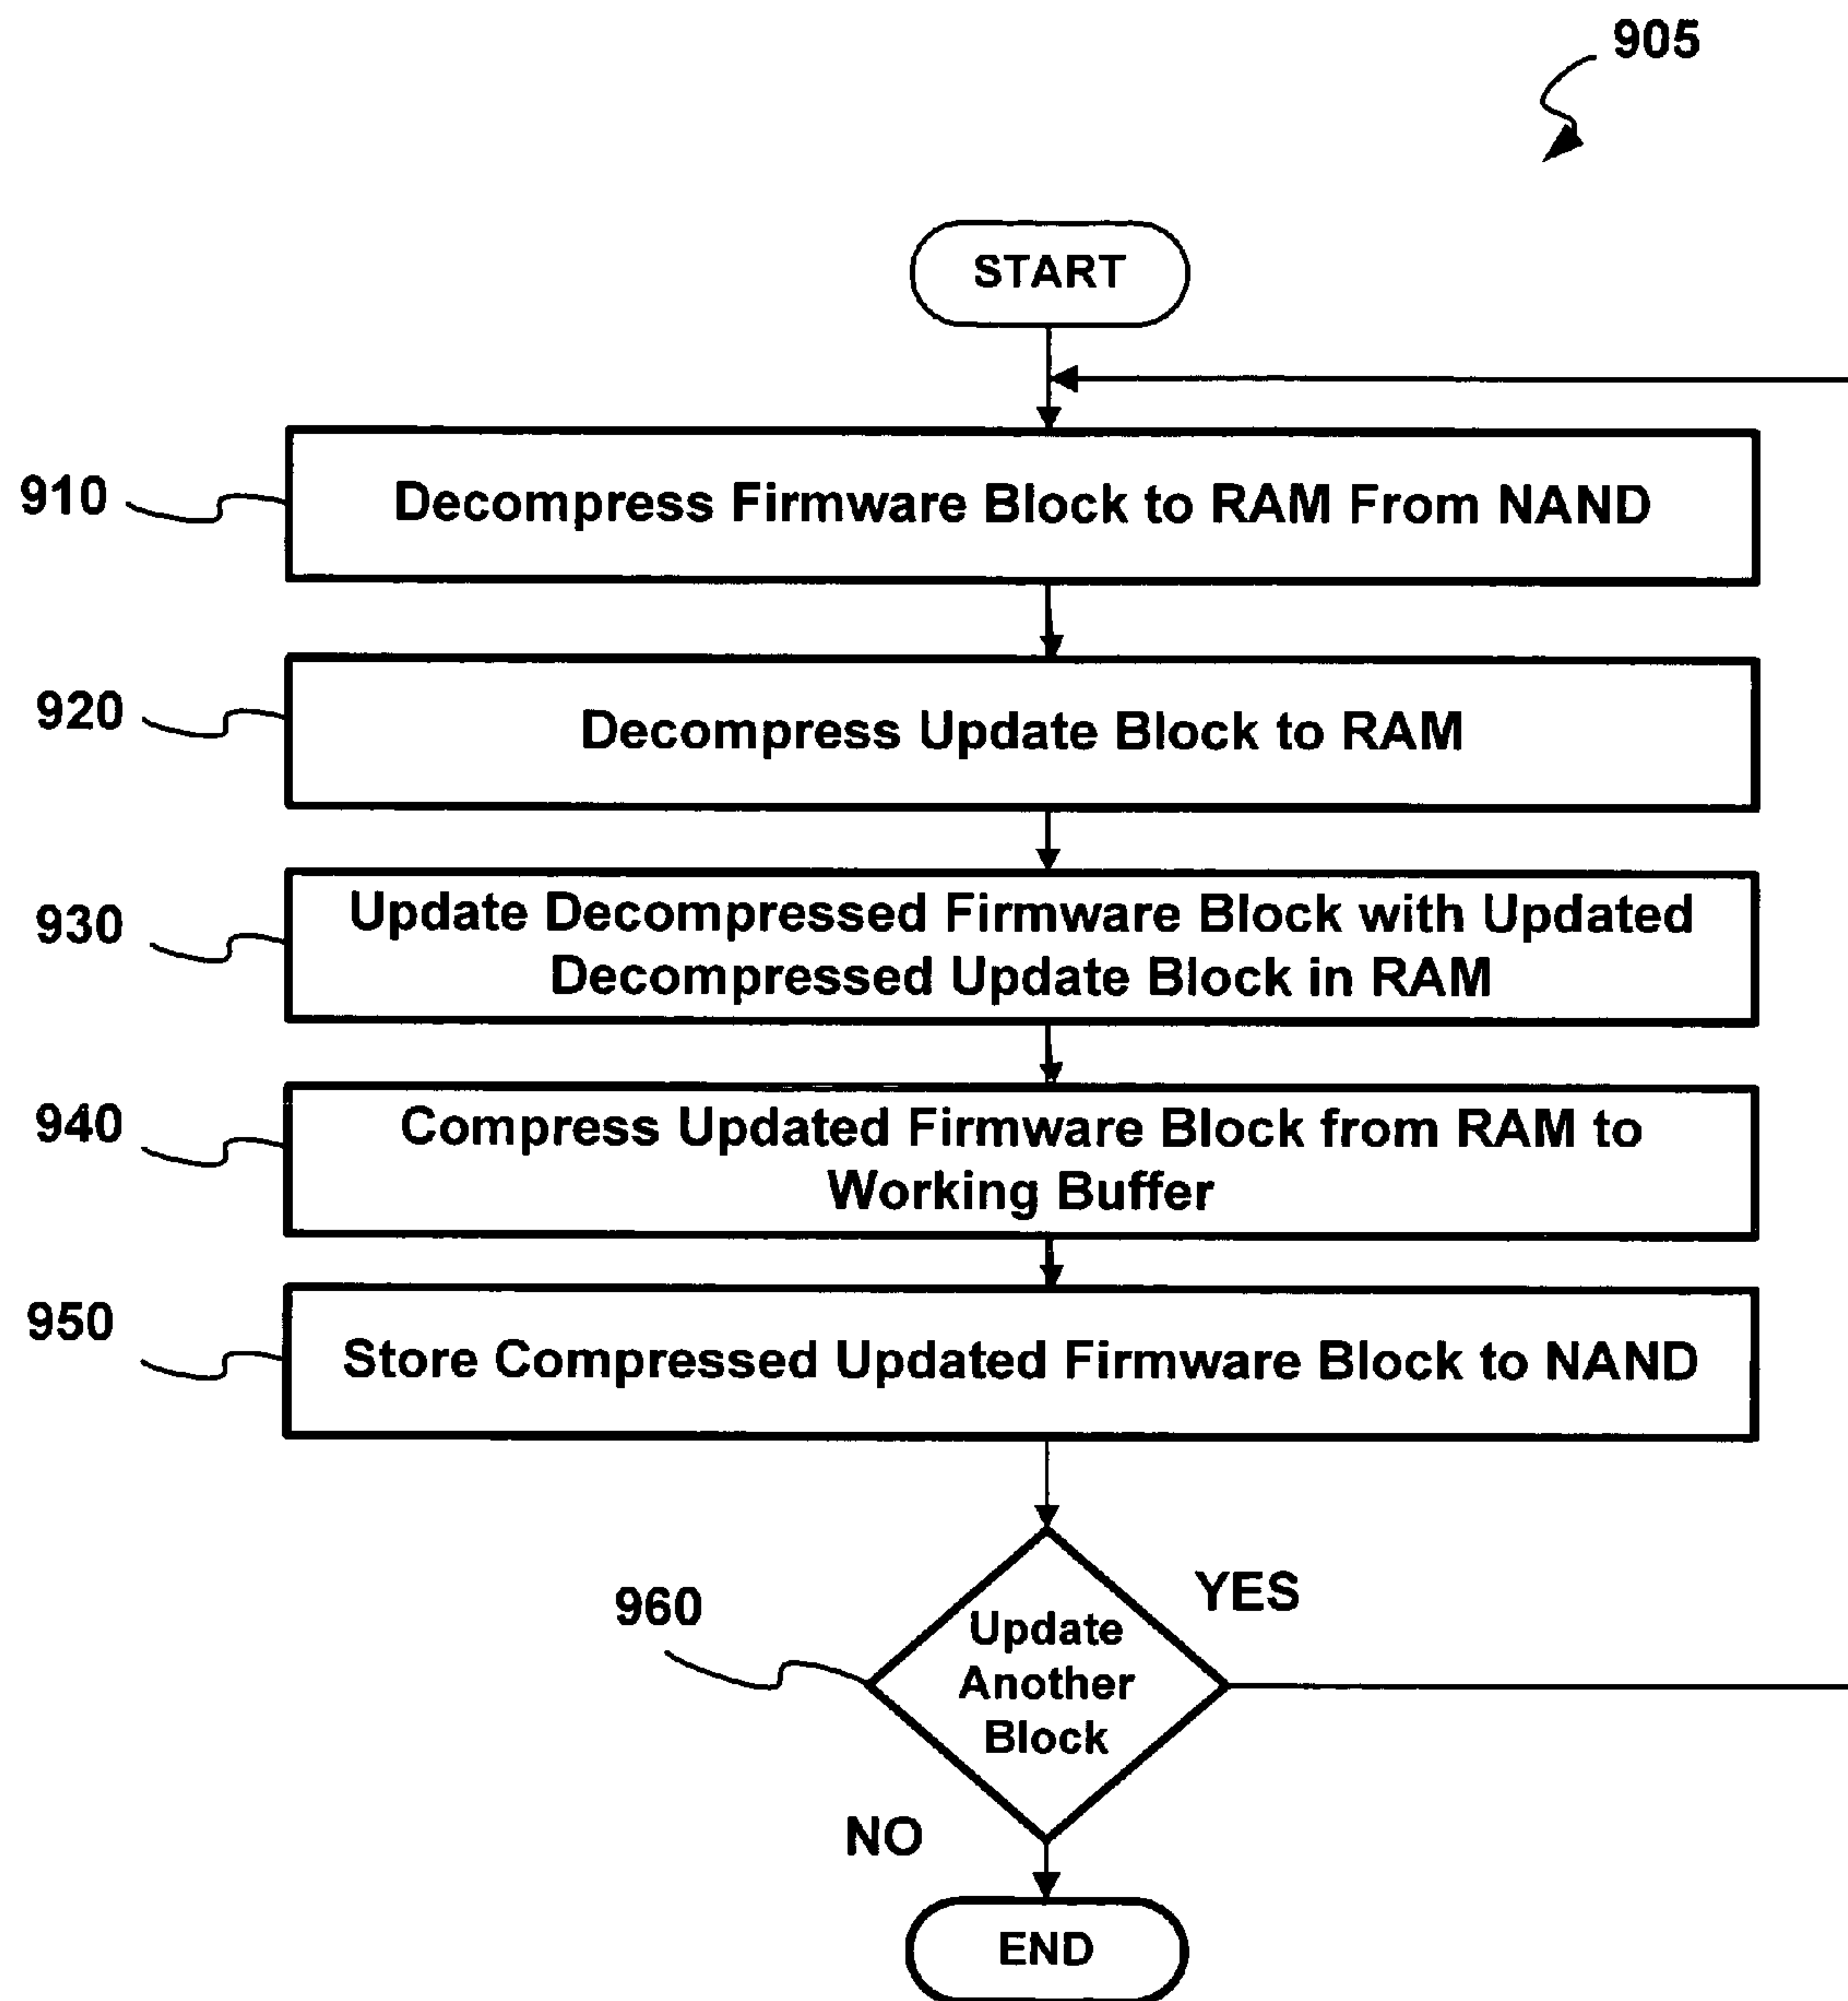 905
START
910
Decompress Firmware Block to RAM From NAND
920
Decompress Update Block to RAM
930
Update Decompressed Firmware Block with Updated
Decompressed Update Block in RAM
940
Compress Updated Firmware Block from RAM to
Working Buffer
950
Store Compressed Updated Firmware Block to NAND
960
YES
Update
Another
Block
NO
END